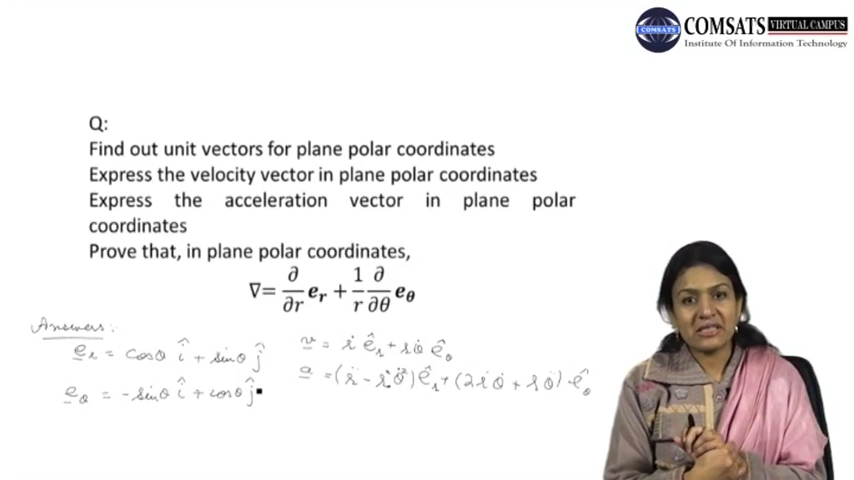 COMSATS COMSATS VIRTUAL CAMPUS
Institute Of Information Technology
Q:
Find out unit vectors for plane polar coordinates
Express the velocity vector in plane polar coordinates
Express the acceleration vector in plane polar
coordinates
Prove that, in plane polar coordinates,
∇= ∂/∂r e_r + 1/r ∂/∂θ e_θ
Answers:
e_r = cosθ î + sinθ ĵ
e_θ = -sinθ î + cosθ ĵ
v = ṙ ê_r + rθ̇ ê_θ
a = (r̈ - rθ̇²) ê_r + (2ṙθ̇ + rθ̈) ê_θ